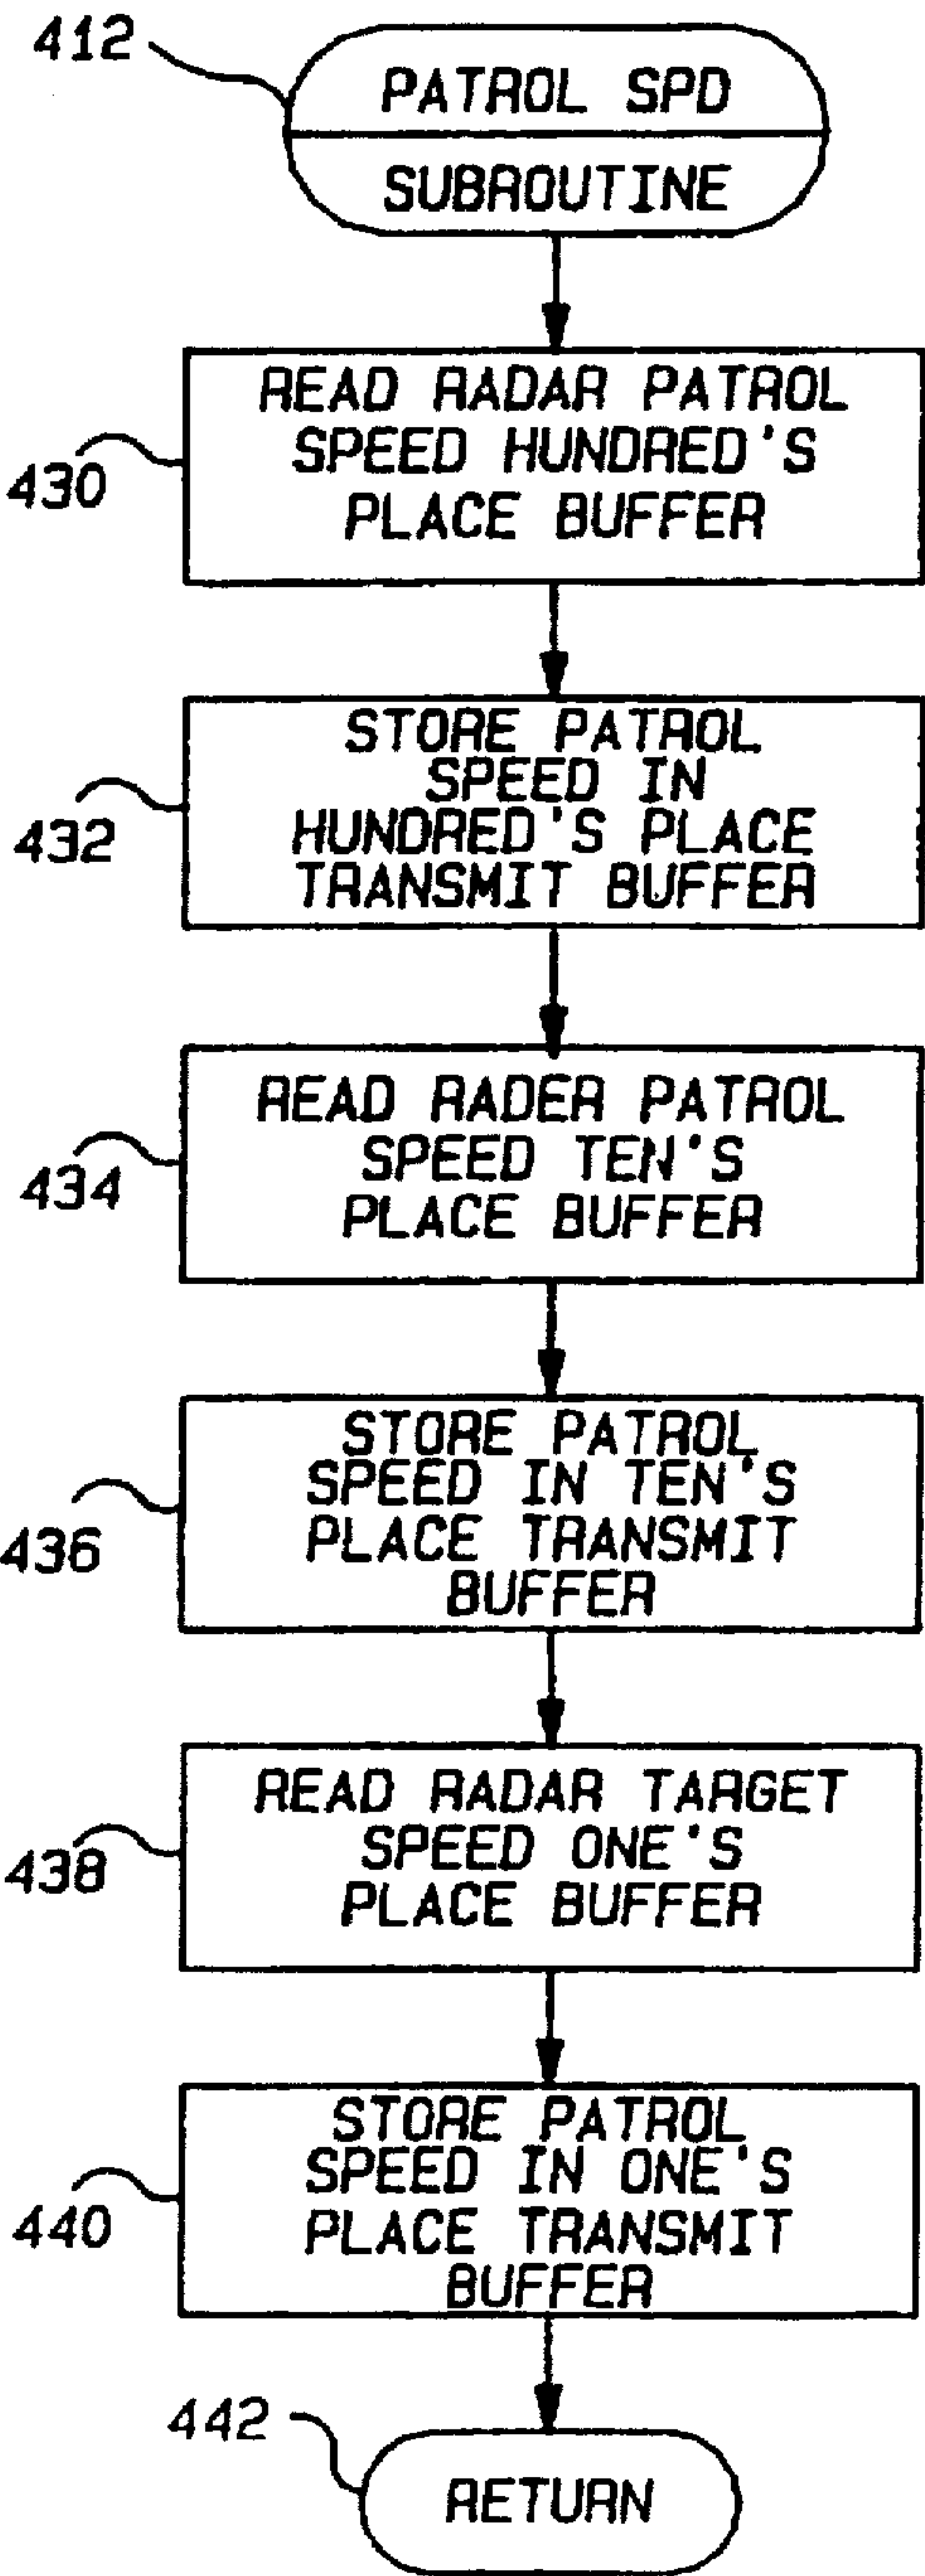 412
PATROL SPD
SUBROUTINE
READ RADAR PATROL
SPEED HUNDRED'S
PLACE BUFFER
430
STORE PATROL
SPEED IN
HUNDRED'S PLACE
TRANSMIT BUFFER
432
READ RADER PATROL
SPEED TEN'S
PLACE BUFFER
434
STORE PATROL
SPEED IN TEN'S
PLACE TRANSMIT
BUFFER
436
READ RADAR TARGET
SPEED ONE'S
PLACE BUFFER
438
STORE PATROL
SPEED IN ONE'S
PLACE TRANSMIT
BUFFER
440
442
RETURN